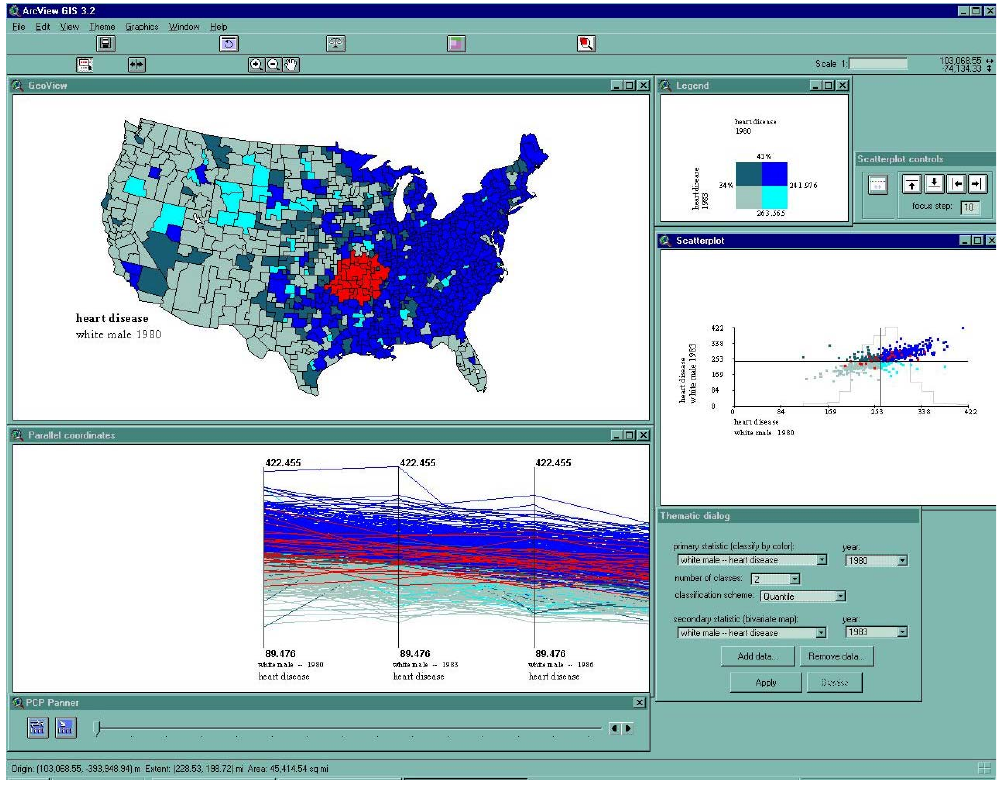 ArcView GIS 3.2
File Edit View Theme Graphics Window Help
Scale 1:
103,068.55
-74,134.33
GeoView
heart disease
white male 1980
Legend
heart disease
1980
41%
34%
241.976
263.565
heart disease
1983
Scatterplot controls
focus step: 10
Scatterplot
422
338
253
169
84
0
heart disease
white male 1983
0 84 169 253 338 422
heart disease
white male 1980
Parallel coordinates
422.455 422.455 422.455
89.476 89.476 89.476
white male -- 1980 white male -- 1983 white male -- 1986
heart disease heart disease heart disease
Thematic dialog
primary statistic (classify by color): year:
white male -- heart disease 1980
number of classes: 2
classification scheme: Quantile
secondary statistic (bivariate map): year:
white male -- heart disease 1983
Add data... Remove data...
Apply
PCP Panner
Origin: (103,068.55, -393,948.94) m Extent: (228.53, 198.72) mi Area: 45,414.54 sq mi